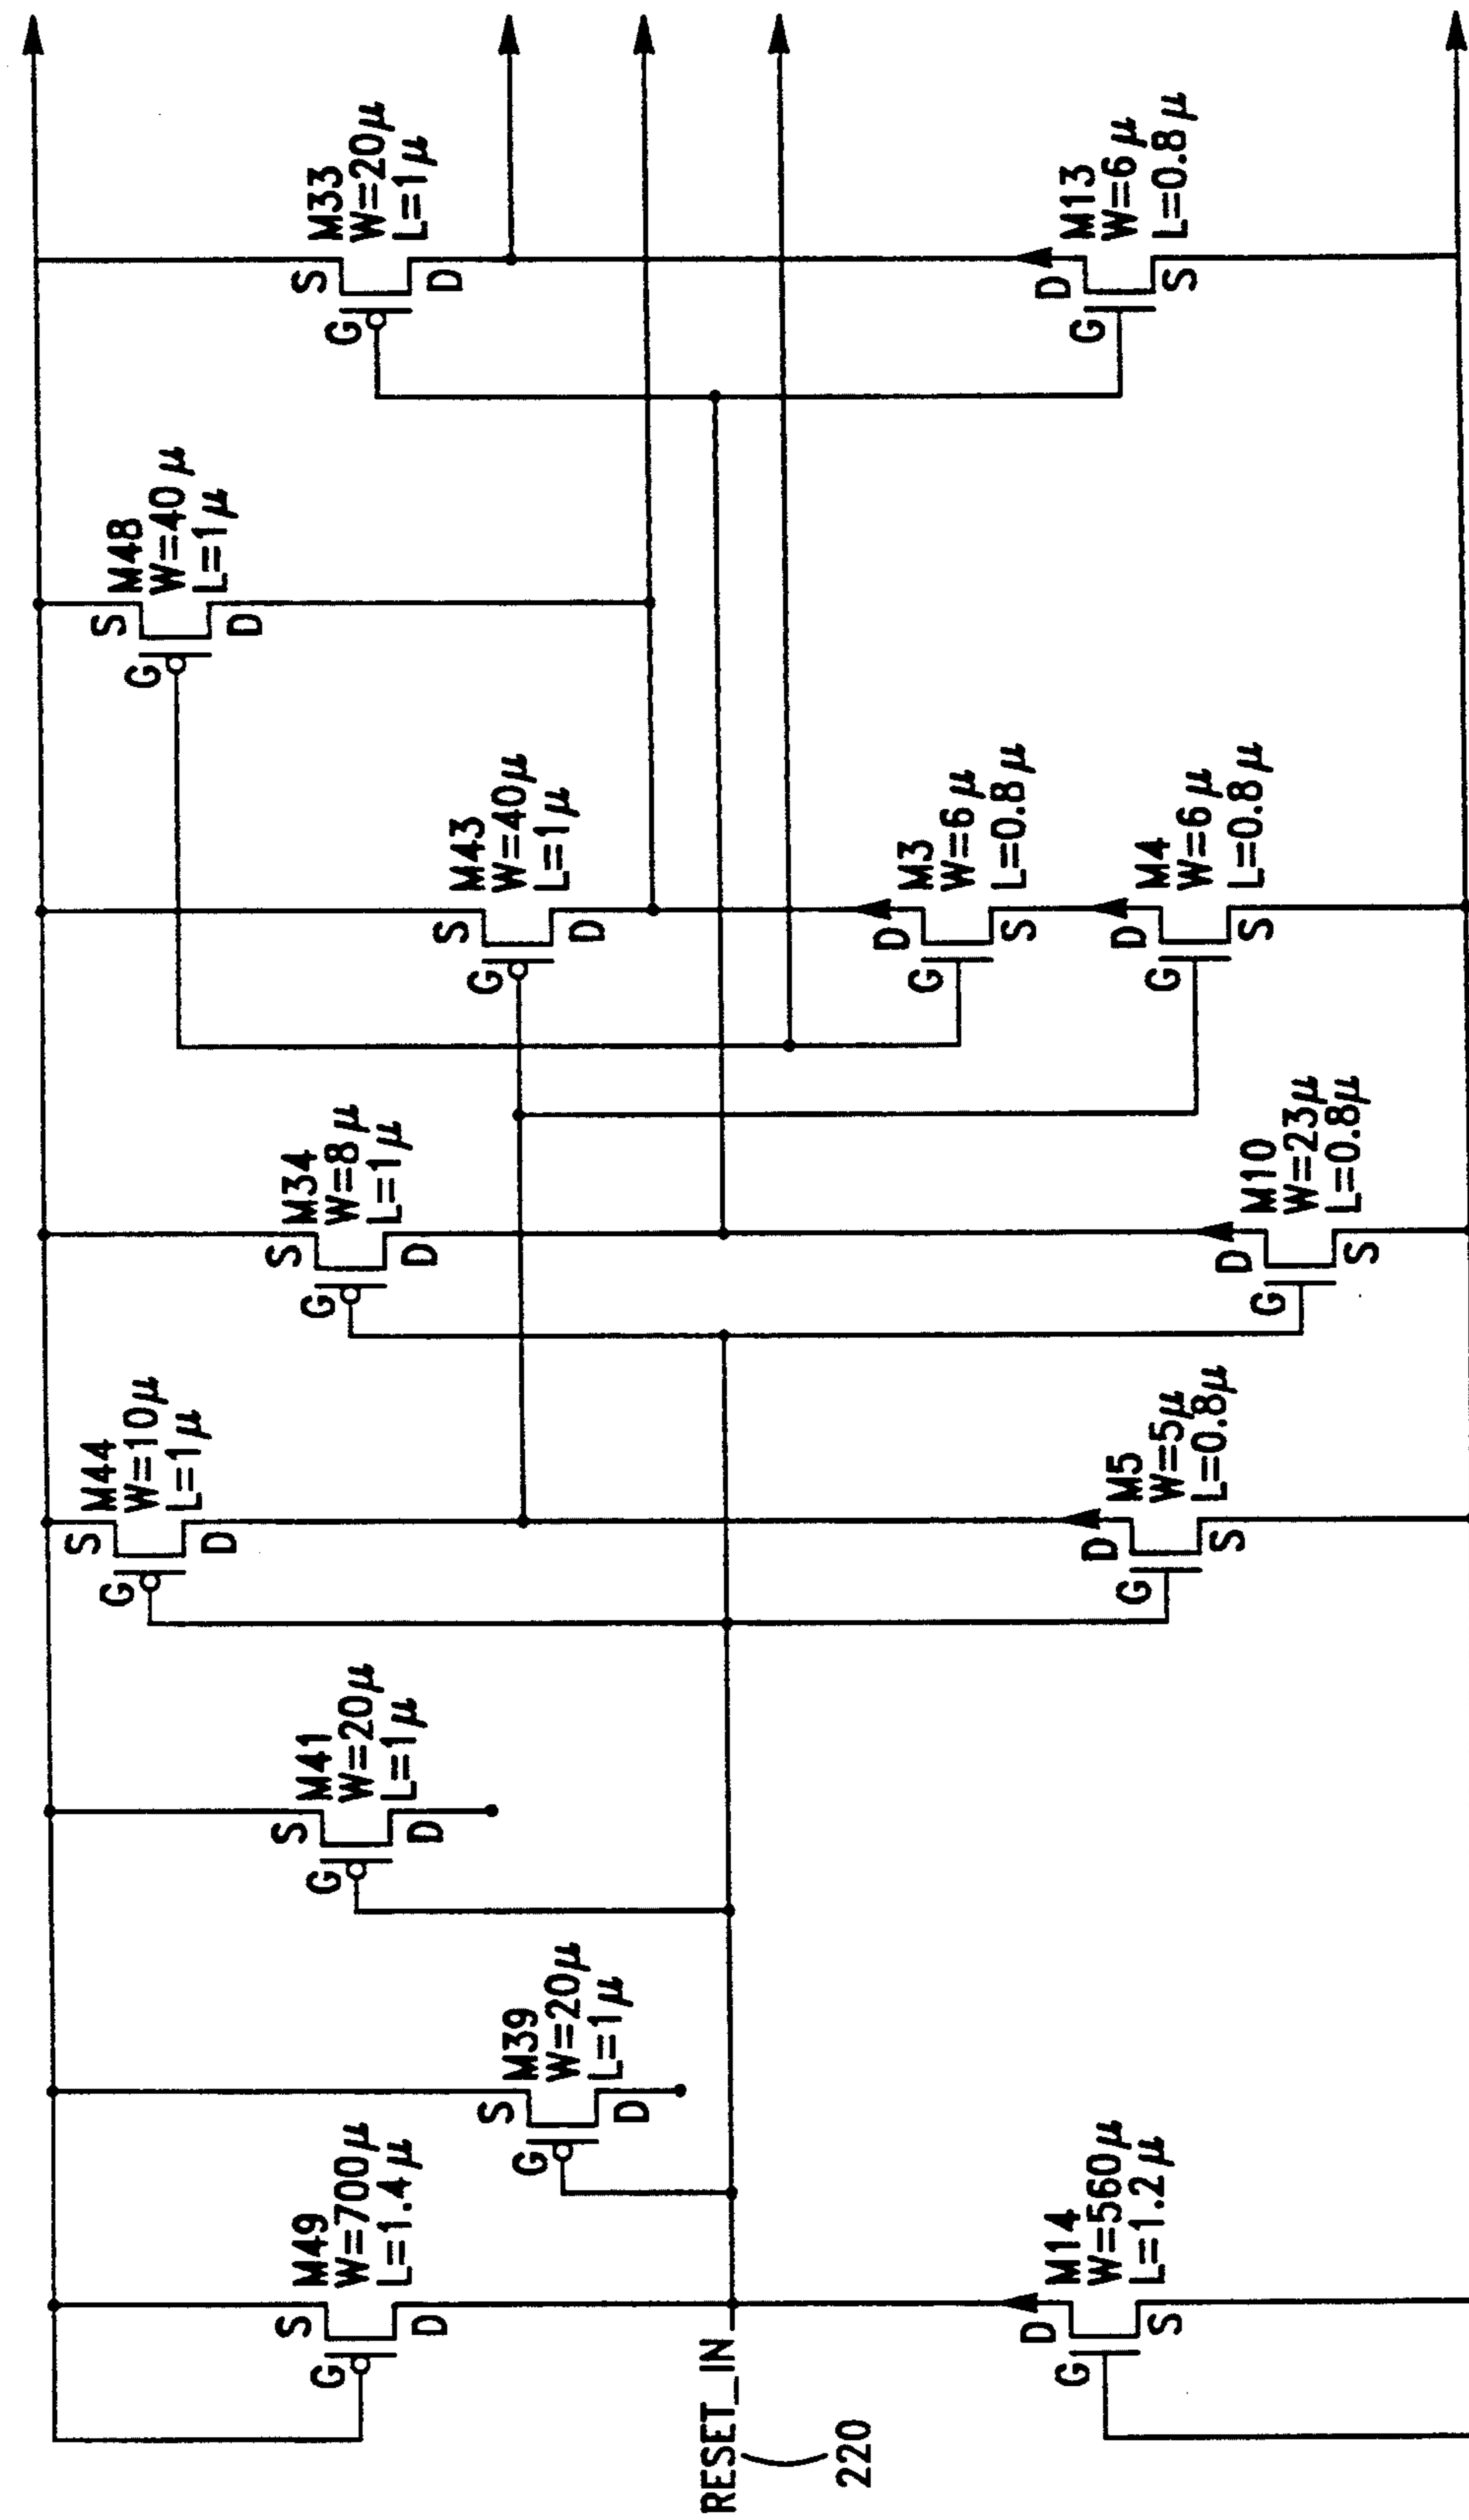 M49
W=700μ
L=1.4μ
S
G
D
RESET_IN
220
M14
W=560μ
L=1.2μ
D
G
S
M39
W=20μ
L=1μ
S
G
D
M41
W=20μ
L=1μ
S
G
D
M44
W=10μ
L=1μ
S
G
D
M5
W=5μ
L=0.8μ
D
G
S
M34
W=8μ
L=1μ
S
G
D
M10
W=23μ
L=0.8μ
D
G
S
M43
W=40μ
L=1μ
S
G
D
M3
W=6μ
L=0.8μ
D
G
S
M4
W=6μ
L=0.8μ
D
G
S
M48
W=40μ
L=1μ
S
G
D
M33
W=20μ
L=1μ
S
G
D
M13
W=6μ
L=0.8μ
D
G
S